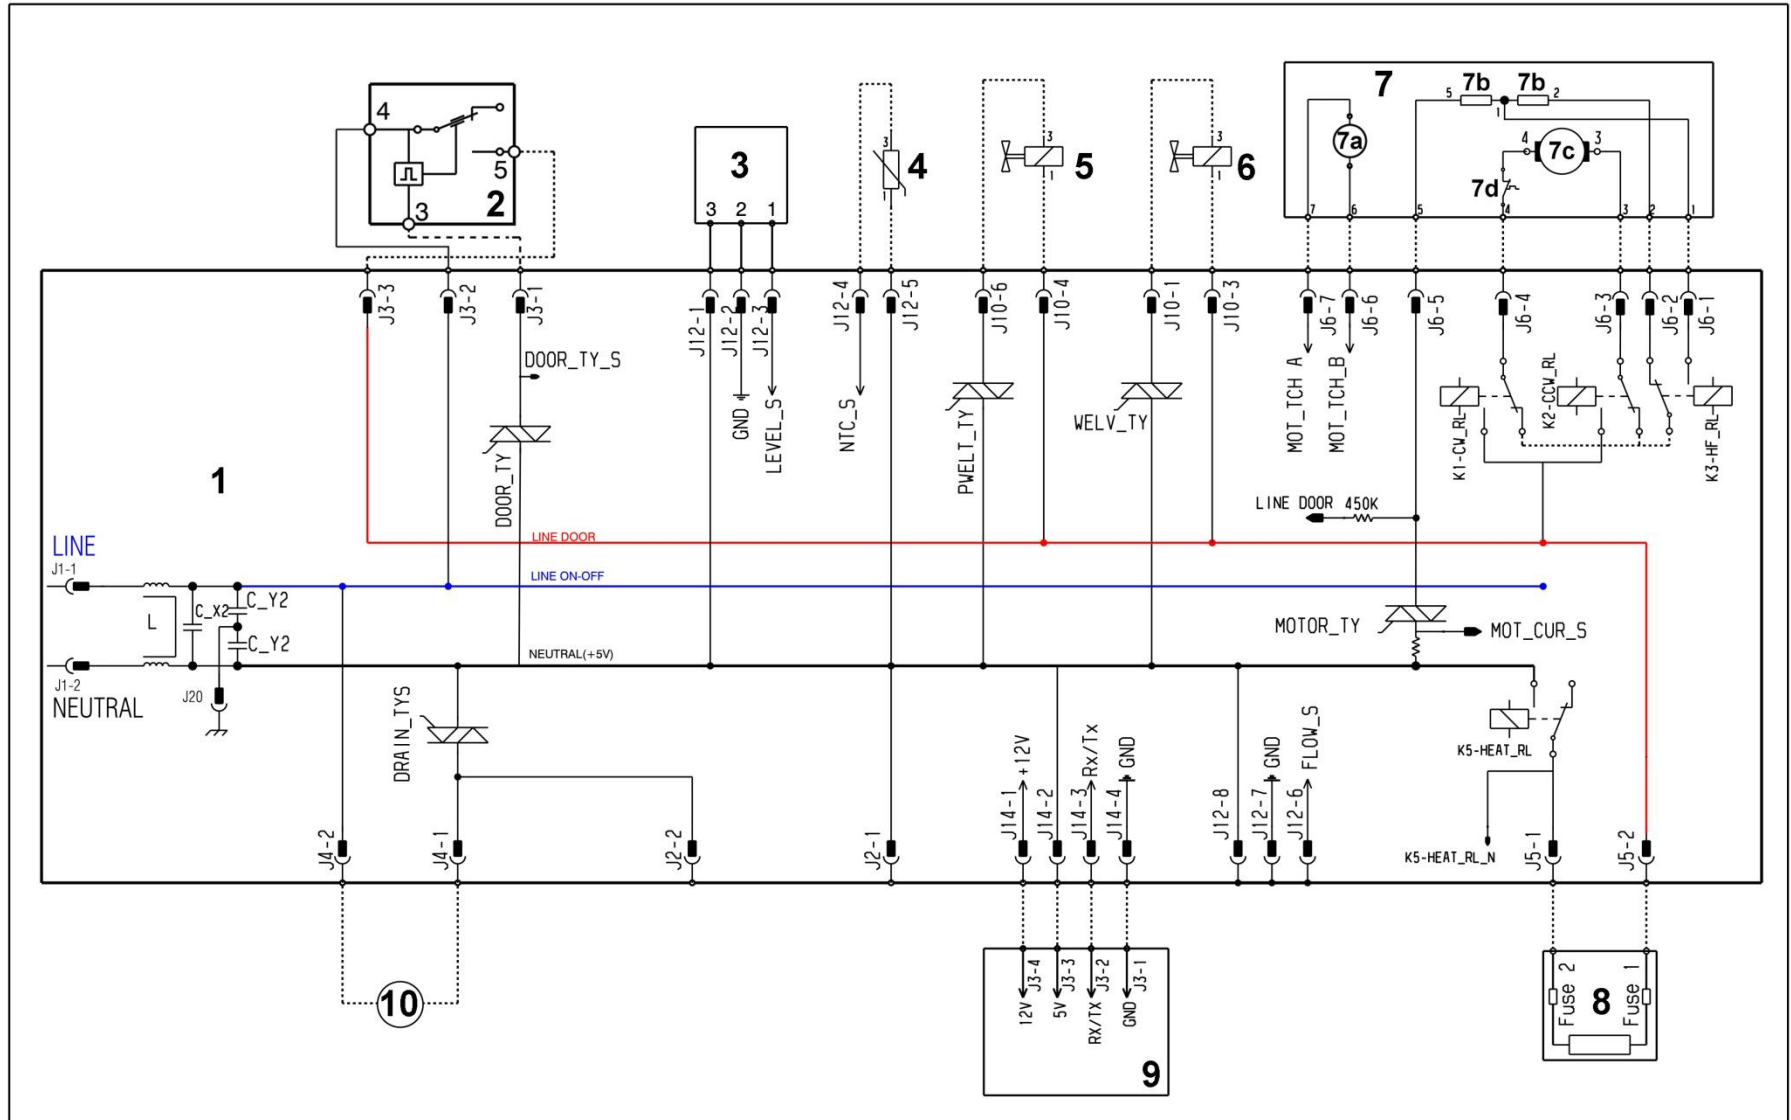 7
7b
7b
5
1
2
4
7a
4
7c
3
7d
7
6
5
4
3
2
1
4
5
2
3
3
3
2
1
3
4
1
3
5
1
3
6
1
J3-3
J3-2
J3-1
J12-1
J12-2
J12-3
J12-4
J12-5
J10-6
J10-4
J10-1
J10-3
J6-7
J6-6
J6-5
J6-4
J6-3
J6-2
J6-1
DOOR_TY_S
DOOR_TY
GND
LEVEL_S
NTC_S
PWELT_TY
WELV_TY
MOT_TCH A
MOT_TCH_B
K1-CW_RL
K2-CCW_RL
K3-HF_RL
1
LINE DOOR 450K
LINE DOOR
LINE
J1-1
LINE ON-OFF
C_X2
C_Y2
L
C_Y2
MOTOR_TY
MOT_CUR_S
NEUTRAL(+5V)
J1-2
NEUTRAL
J20
DRAIN_TYS
+12V
Rx/Tx
GND
GND
FLOW_S
K5-HEAT_RL
J4-2
J4-1
J2-2
J2-1
J14-1
J14-2
J14-3
J14-4
J12-8
J12-7
J12-6
K5-HEAT_RL_N
J5-1
J5-2
10
J3-4
J3-3
J3-2
J3-1
12V
5V
RX/TX
GND
9
Fuse 2
8
Fuse 1